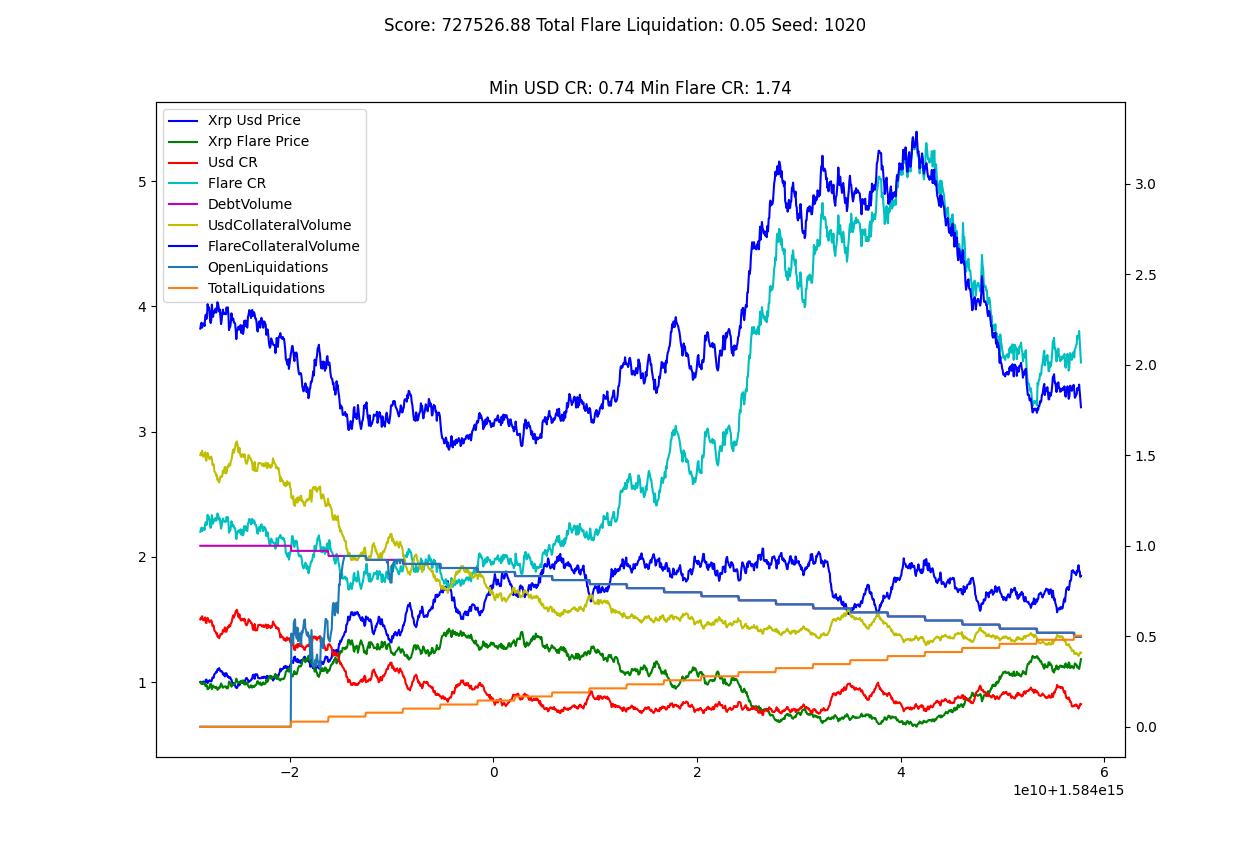 Score: 727526.88 Total Flare Liquidation: 0.05 Seed: 1020
Min USD CR: 0.74 Min Flare CR: 1.74
Xrp Usd Price
Xrp Flare Price
Usd CR
Flare CR
DebtVolume
UsdCollateralVolume
FlareCollateralVolume
OpenLiquidations
TotalLiquidations
5
4
3
2
1
3.0
2.5
2.0
1.5
1.0
0.5
0.0
−2
0
2
4
6
1e10+1.584e15